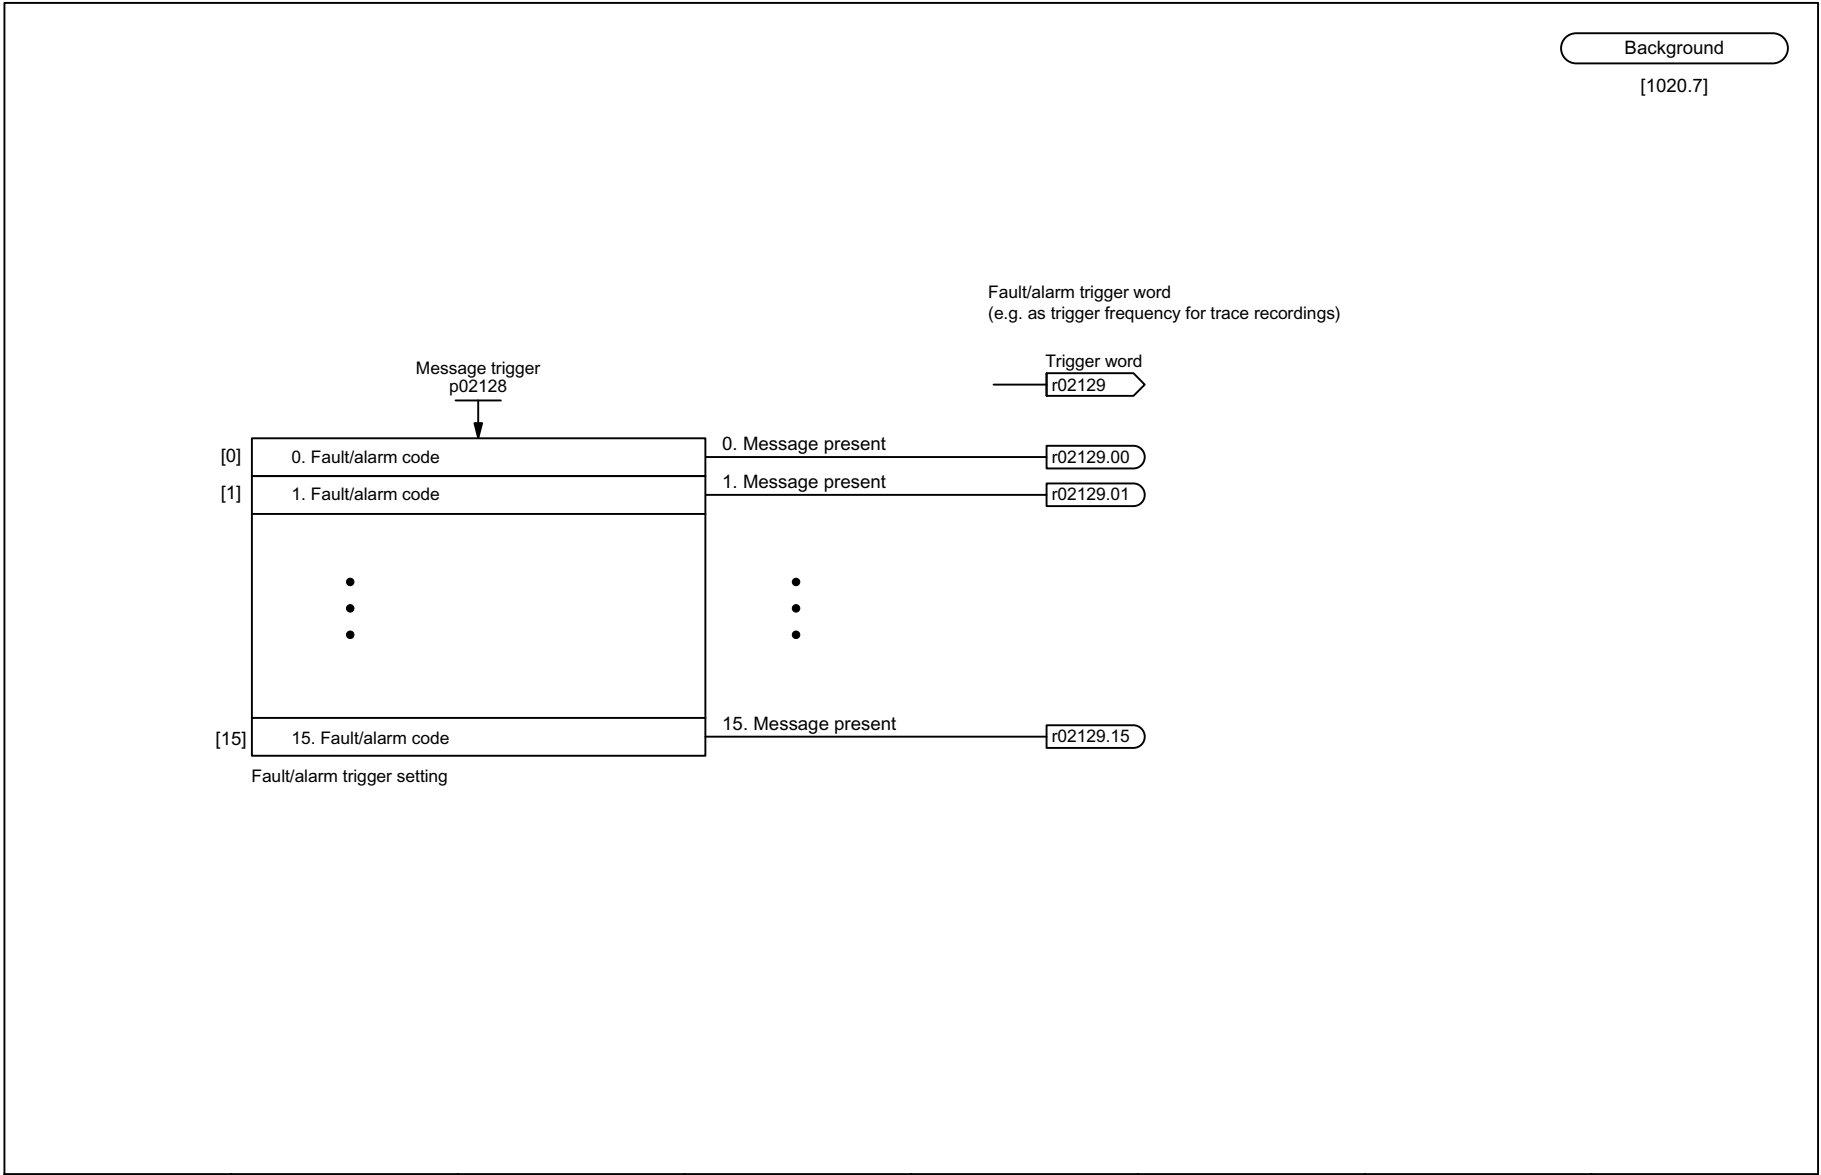 Background
[1020.7]
Fault/alarm trigger word
(e.g. as trigger frequency for trace recordings)
Message trigger
p02128
Trigger word
r02129
[0] 0. Fault/alarm code 0. Message present r02129.00
[1] 1. Fault/alarm code 1. Message present r02129.01
[15] 15. Fault/alarm code 15. Message present r02129.15
Fault/alarm trigger setting